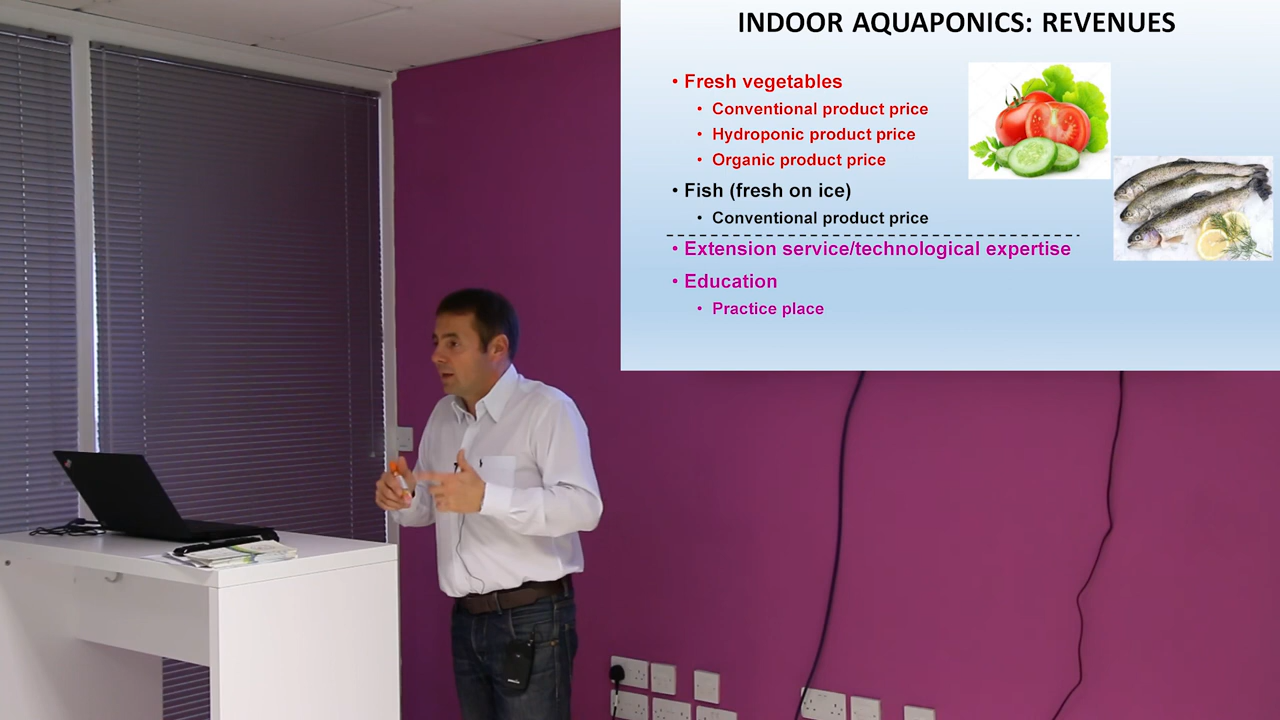 INDOOR AQUAPONICS: REVENUES
• Fresh vegetables
• Conventional product price
• Hydroponic product price
• Organic product price
• Fish (fresh on ice)
• Conventional product price
• Extension service/technological expertise
• Education
• Practice place